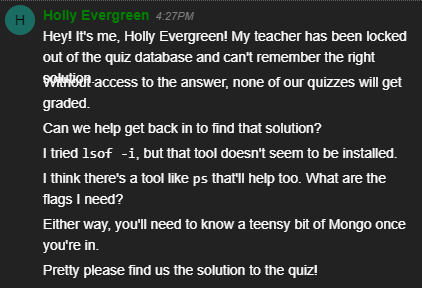 H
Holly Evergreen 4:27PM
Hey! It's me, Holly Evergreen! My teacher has been locked
out of the quiz database and can't remember the right
solution.
Without access to the answer, none of our quizzes will get
graded.
Can we help get back in to find that solution?
I tried lsof -i, but that tool doesn't seem to be installed.
I think there's a tool like ps that'll help too. What are the
flags I need?
Either way, you'll need to know a teensy bit of Mongo once
you're in.
Pretty please find us the solution to the quiz!